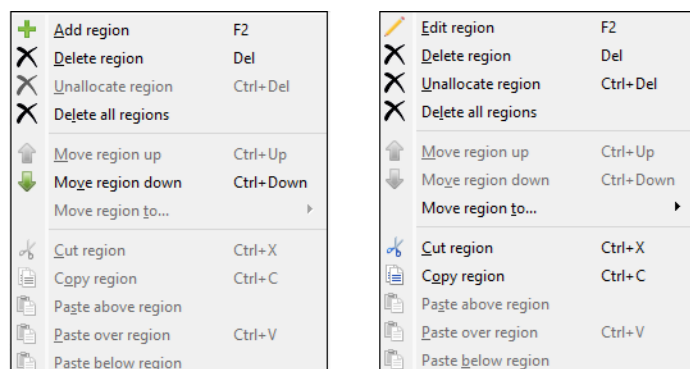 Add region F2
Delete region Del
Unallocate region Ctrl+Del
Delete all regions
Move region up Ctrl+Up
Move region down Ctrl+Down
Move region to...
Cut region Ctrl+X
Copy region Ctrl+C
Paste above region
Paste over region Ctrl+V
Paste below region
Edit region F2
Delete region Del
Unallocate region Ctrl+Del
Delete all regions
Move region up Ctrl+Up
Move region down Ctrl+Down
Move region to...
Cut region Ctrl+X
Copy region Ctrl+C
Paste above region
Paste over region Ctrl+V
Paste below region